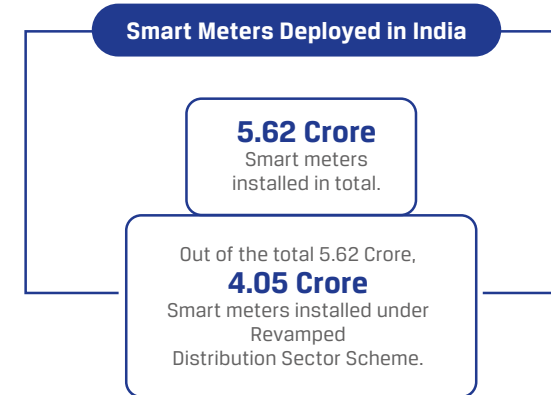 Smart Meters Deployed in India
5.62 Crore
Smart meters
installed in total.
Out of the total 5.62 Crore,
4.05 Crore
Smart meters installed under
Revamped
Distribution Sector Scheme.